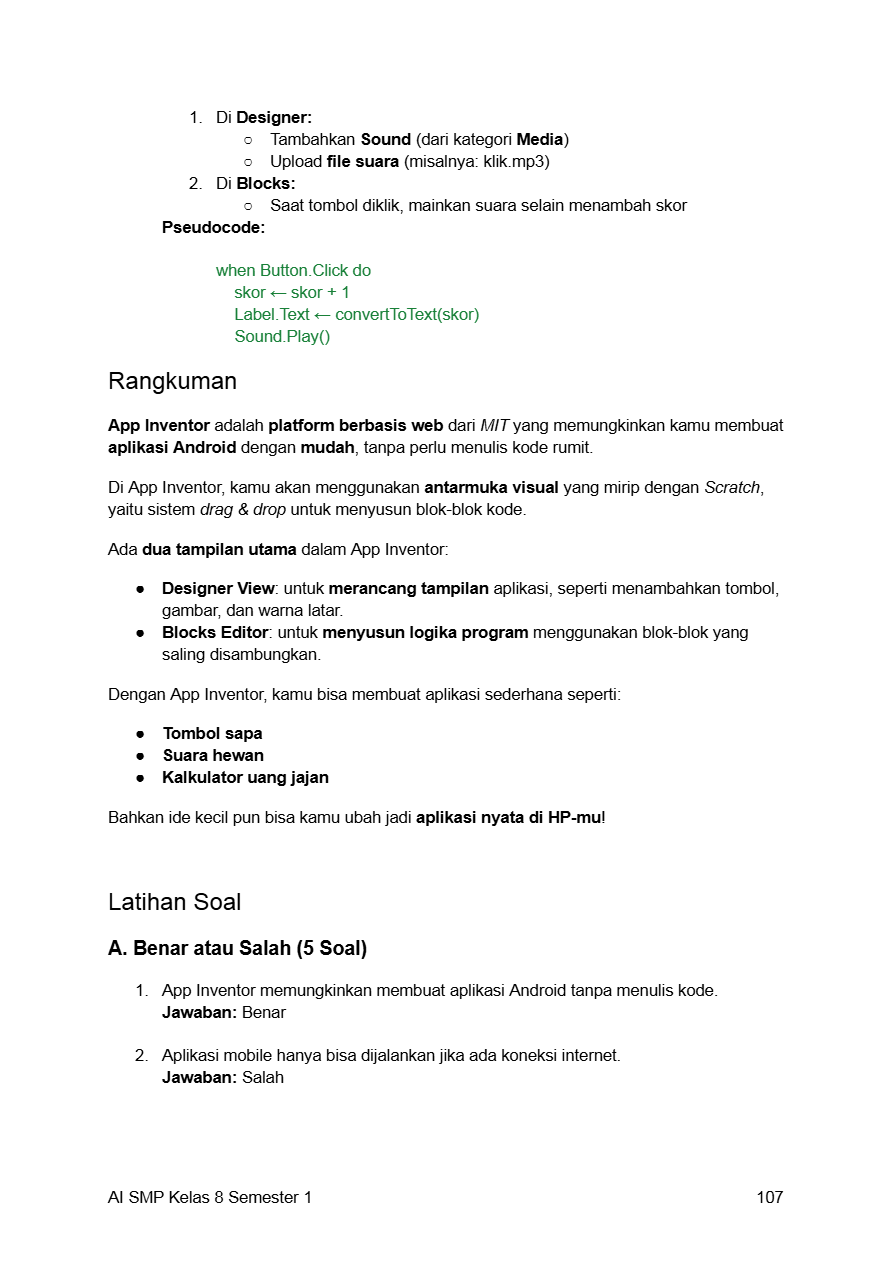 1. Di Designer:
○ Tambahkan Sound (dari kategori Media)
○ Upload file suara (misalnya: klik.mp3)
2. Di Blocks:
○ Saat tombol diklik, mainkan suara selain menambah skor
Pseudocode:
when Button.Click do
skor ← skor + 1
Label.Text ← convertToText(skor)
Sound.Play()
Rangkuman
App Inventor adalah platform berbasis web dari MIT yang memungkinkan kamu membuat
aplikasi Android dengan mudah, tanpa perlu menulis kode rumit.
Di App Inventor, kamu akan menggunakan antarmuka visual yang mirip dengan Scratch,
yaitu sistem drag & drop untuk menyusun blok-blok kode.
Ada dua tampilan utama dalam App Inventor:
● Designer View: untuk merancang tampilan aplikasi, seperti menambahkan tombol,
gambar, dan warna latar.
● Blocks Editor: untuk menyusun logika program menggunakan blok-blok yang
saling disambungkan.
Dengan App Inventor, kamu bisa membuat aplikasi sederhana seperti:
● Tombol sapa
● Suara hewan
● Kalkulator uang jajan
Bahkan ide kecil pun bisa kamu ubah jadi aplikasi nyata di HP-mu!
Latihan Soal
A. Benar atau Salah (5 Soal)
1. App Inventor memungkinkan membuat aplikasi Android tanpa menulis kode.
Jawaban: Benar
2. Aplikasi mobile hanya bisa dijalankan jika ada koneksi internet.
Jawaban: Salah
AI SMP Kelas 8 Semester 1 107